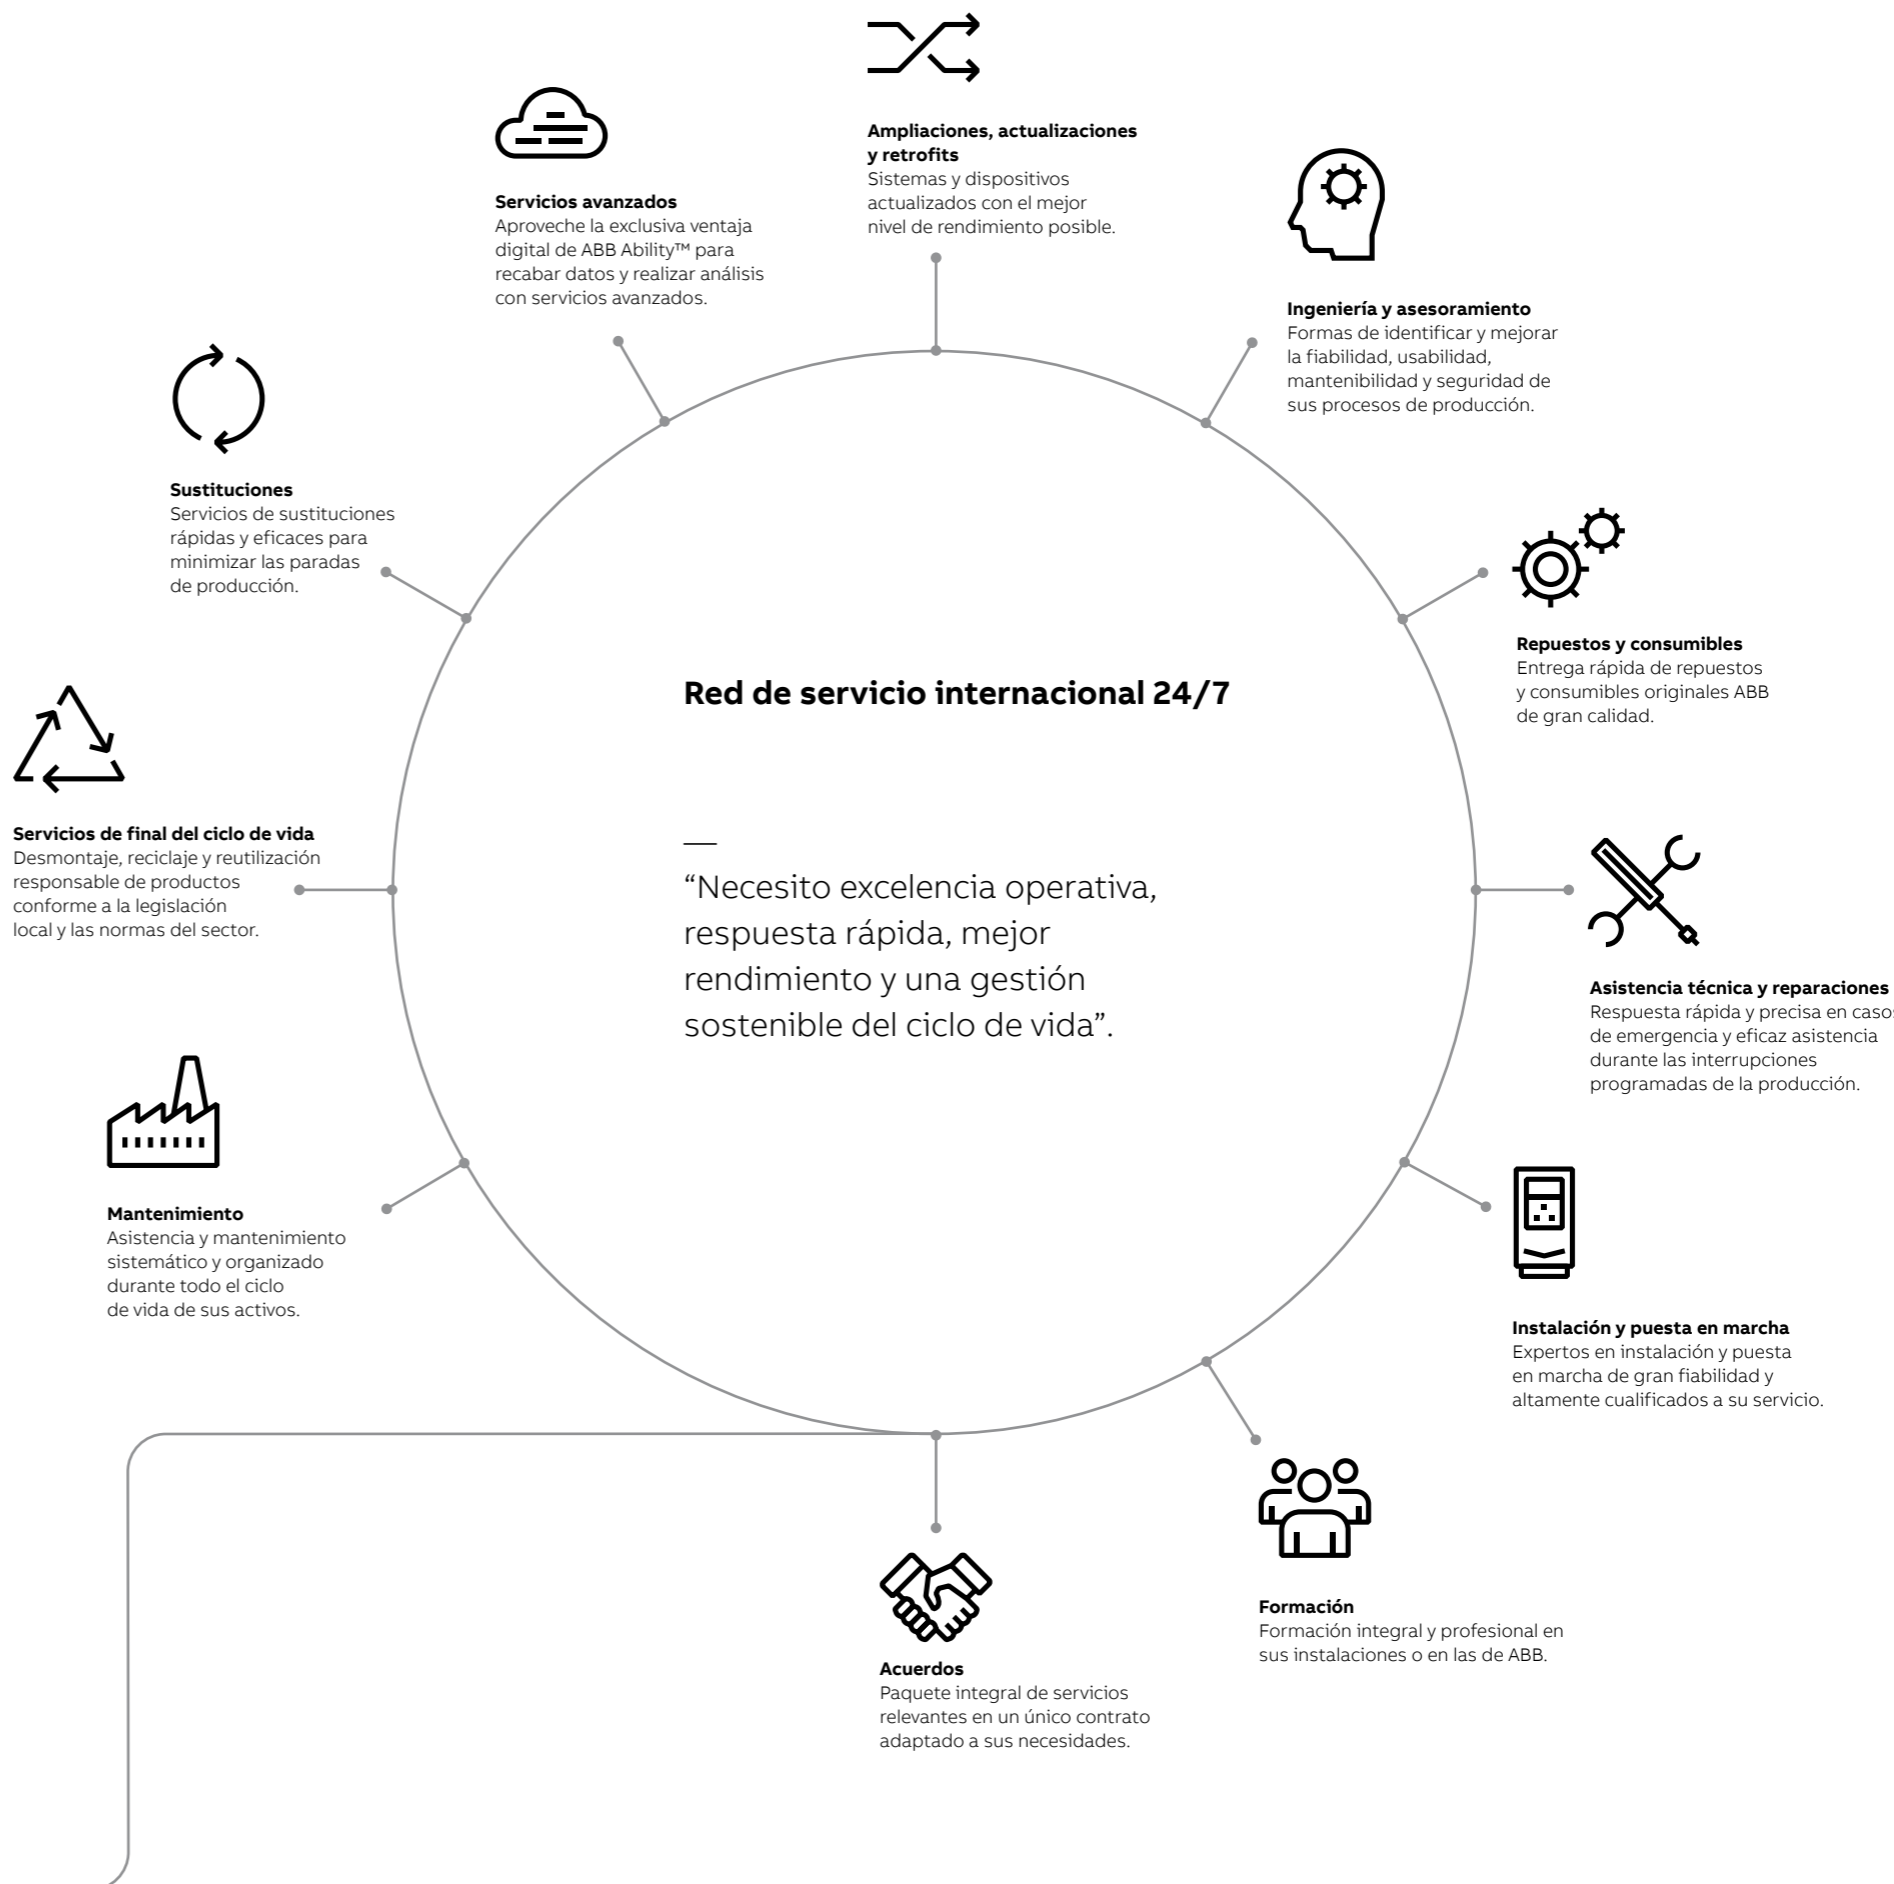 Ampliaciones, actualizaciones
y retrofits
Sistemas y dispositivos
actualizados con el mejor
nivel de rendimiento posible.
Ingeniería y asesoramiento
Formas de identificar y mejorar
la fiabilidad, usabilidad,
mantenibilidad y seguridad de
sus procesos de producción.
Repuestos y consumibles
Entrega rápida de repuestos
y consumibles originales ABB
de gran calidad.
Asistencia técnica y reparaciones
Respuesta rápida y precisa en casos
de emergencia y eficaz asistencia
durante las interrupciones
programadas de la producción.
Instalación y puesta en marcha
Expertos en instalación y puesta
en marcha de gran fiabilidad y
altamente cualificados a su servicio.
Formación
Formación integral y profesional en
sus instalaciones o en las de ABB.
Acuerdos
Paquete integral de servicios
relevantes en un único contrato
adaptado a sus necesidades.
Mantenimiento
Asistencia y mantenimiento
sistemático y organizado
durante todo el ciclo
de vida de sus activos.
Servicios de final del ciclo de vida
Desmontaje, reciclaje y reutilización
responsable de productos
conforme a la legislación
local y las normas del sector.
Sustituciones
Servicios de sustituciones
rápidas y eficaces para
minimizar las paradas
de producción.
Servicios avanzados
Aproveche la exclusiva ventaja
digital de ABB Ability™ para
recabar datos y realizar análisis
con servicios avanzados.
Red de servicio internacional 24/7
“Necesito excelencia operativa,
respuesta rápida, mejor
rendimiento y una gestión
sostenible del ciclo de vida”.